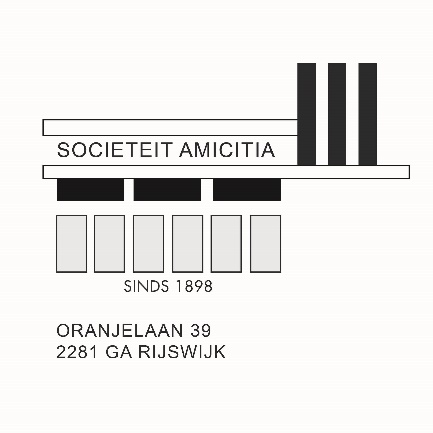 SOCIETEIT AMICITIA
SINDS 1898
ORANJELAAN 39
2281 GA RIJSWIJK